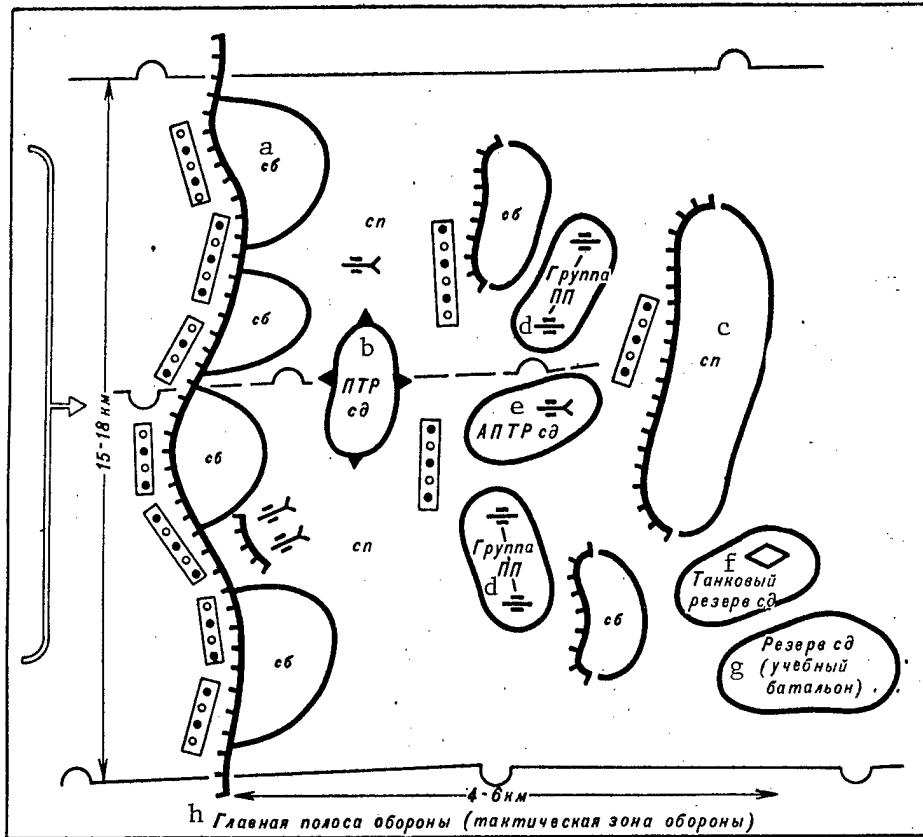 a
сб
сп
сб
Группа
ПП
d
сб
b
ПТР
сд
c
сп
e
АПТР сд
15-18 км
сб
сп
Группа
d ПП
f
Танковый
резерв сд
сб
сб
g
Резерв сд
(учебный
батальон)
4-6 км
h Главная полоса обороны (тактическая зона обороны)